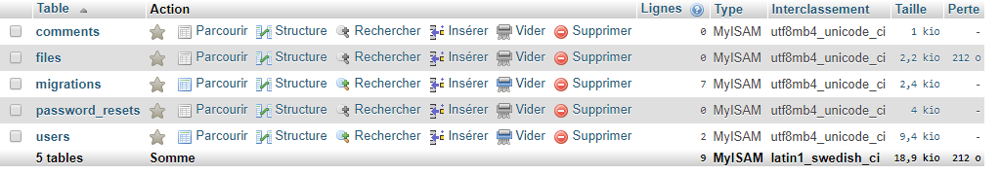 Table Action Lignes Type Interclassement Taille Perte
comments Parcourir Structure Rechercher Insérer Vider Supprimer 0 MyISAM utf8mb4_unicode_ci 1 kio -
files Parcourir Structure Rechercher Insérer Vider Supprimer 0 MyISAM utf8mb4_unicode_ci 2,2 kio 212 o
migrations Parcourir Structure Rechercher Insérer Vider Supprimer 7 MyISAM utf8mb4_unicode_ci 2,4 kio -
password_resets Parcourir Structure Rechercher Insérer Vider Supprimer 0 MyISAM utf8mb4_unicode_ci 4 kio -
users Parcourir Structure Rechercher Insérer Vider Supprimer 2 MyISAM utf8mb4_unicode_ci 9,4 kio -
5 tables Somme 9 MyISAM latin1_swedish_ci 18,9 kio 212 o